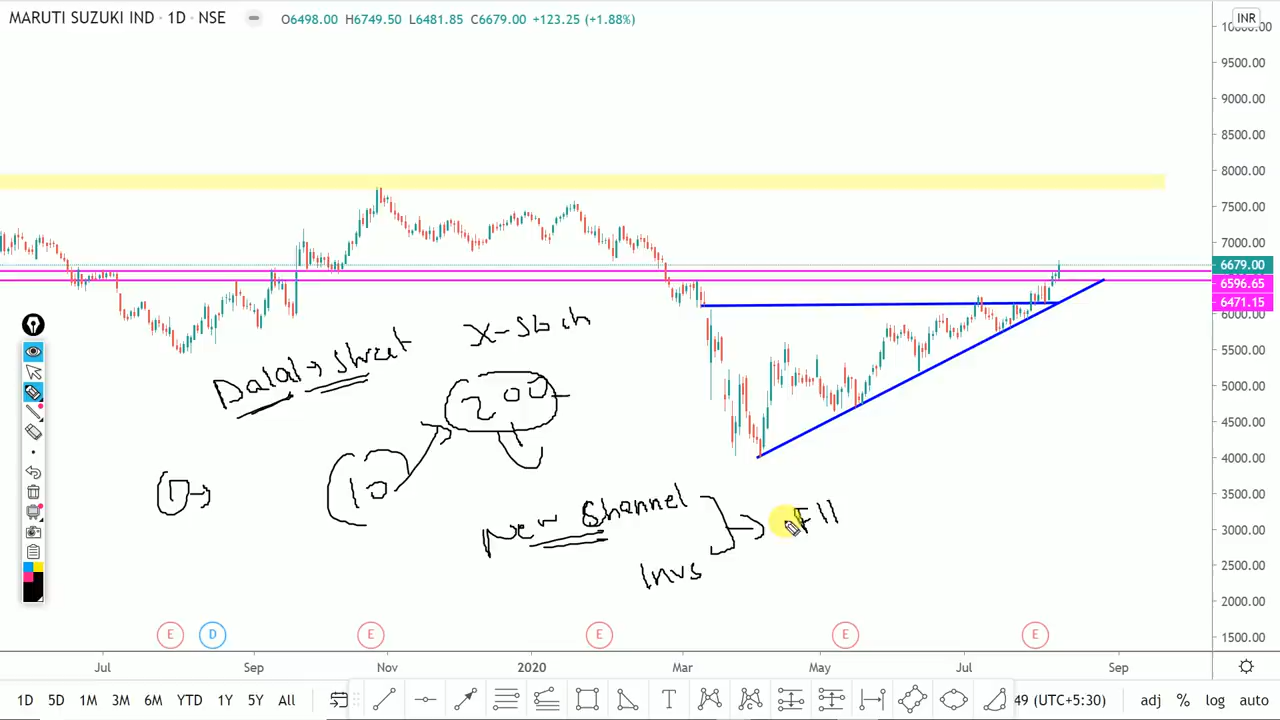 MARUTI SUZUKI IND · 1D · NSE
O6498.00 H6749.50 L6481.85 C6679.00 +123.25 (+1.88%)
INR
9500.00
9000.00
8500.00
8000.00
7500.00
7000.00
6679.00
6596.65
6471.15
6000.00
5500.00
5000.00
4500.00
4000.00
3500.00
3000.00
2500.00
2000.00
1500.00
Dalal → Street
200
10
1
Channel
Invs
FII
E D E E E E
Jul Sep Nov 2020 Mar May Jul Sep
1D 5D 1M 3M 6M YTD 1Y 5Y All
T
C
49 (UTC+5:30) adj % log auto